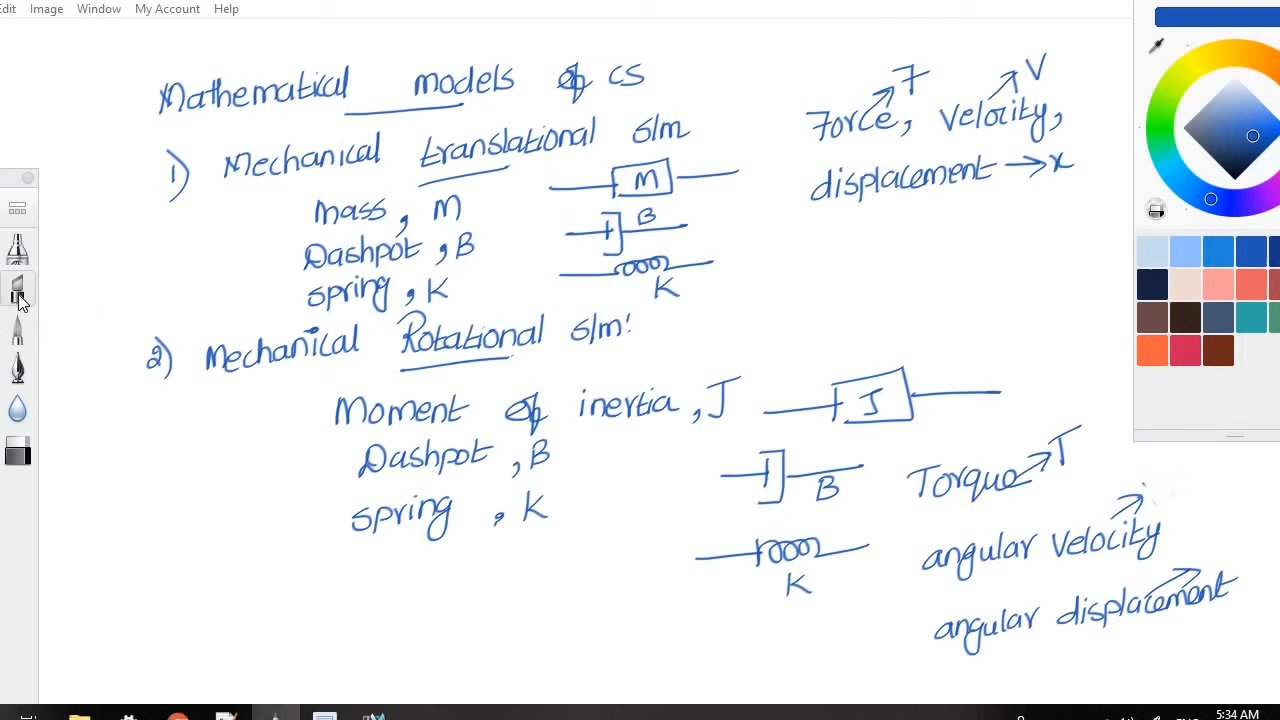 Edit Image Window My Account Help
Mathematical models of CS
1) Mechanical translational s/m
Mass, M
M
Dashpot, B
B
Spring, K
K
Force, Velocity,
F
V
displacement → x
2) Mechanical Rotational s/m:
Moment of inertia, J
J
Dashpot, B
B
Spring, K
K
Torque T
angular velocity
angular displacement
5:34 AM